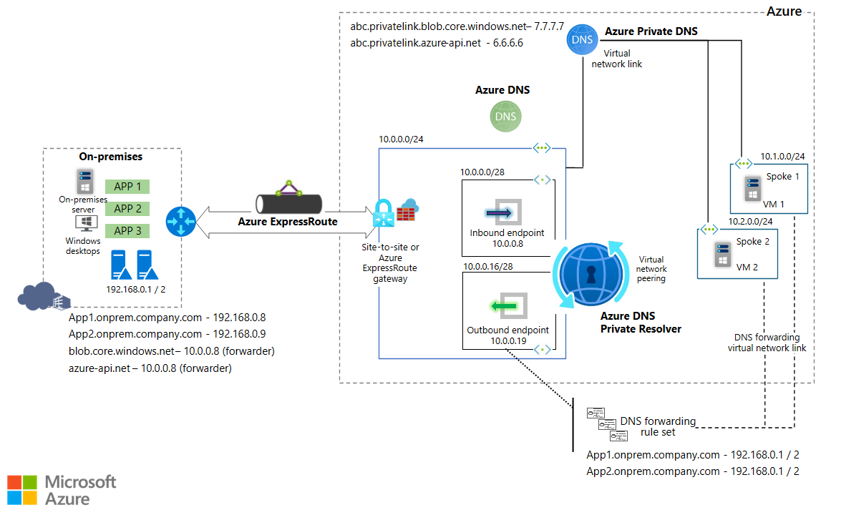 Azure
abc.privatelink.blob.core.windows.net– 7.7.7.7
abc.privatelink.azure-api.net - 6.6.6.6
DNS
Azure Private DNS
Virtual
network link
Azure DNS
DNS
10.0.0.0/24
On-premises
On-premises
server
APP 1
APP 2
APP 3
Windows
desktops
192.168.0.1 / 2
Azure ExpressRoute
Site-to-site or
Azure
ExpressRoute
gateway
10.0.0.0/28
Inbound endpoint
10.0.0.8
10.0.0.16/28
Outbound endpoint
10.0.0.19
Virtual
network
peering
Azure DNS
Private Resolver
10.1.0.0/24
Spoke 1
VM 1
10.2.0.0/24
Spoke 2
VM 2
DNS forwarding
virtual network link
App1.onprem.company.com - 192.168.0.8
App2.onprem.company.com - 192.168.0.9
blob.core.windows.net– 10.0.0.8 (forwarder)
azure-api.net - 10.0.0.8 (forwarder)
DNS forwarding
rule set
App1.onprem.company.com - 192.168.0.1 / 2
App2.onprem.company.com - 192.168.0.1 / 2
Microsoft
Azure